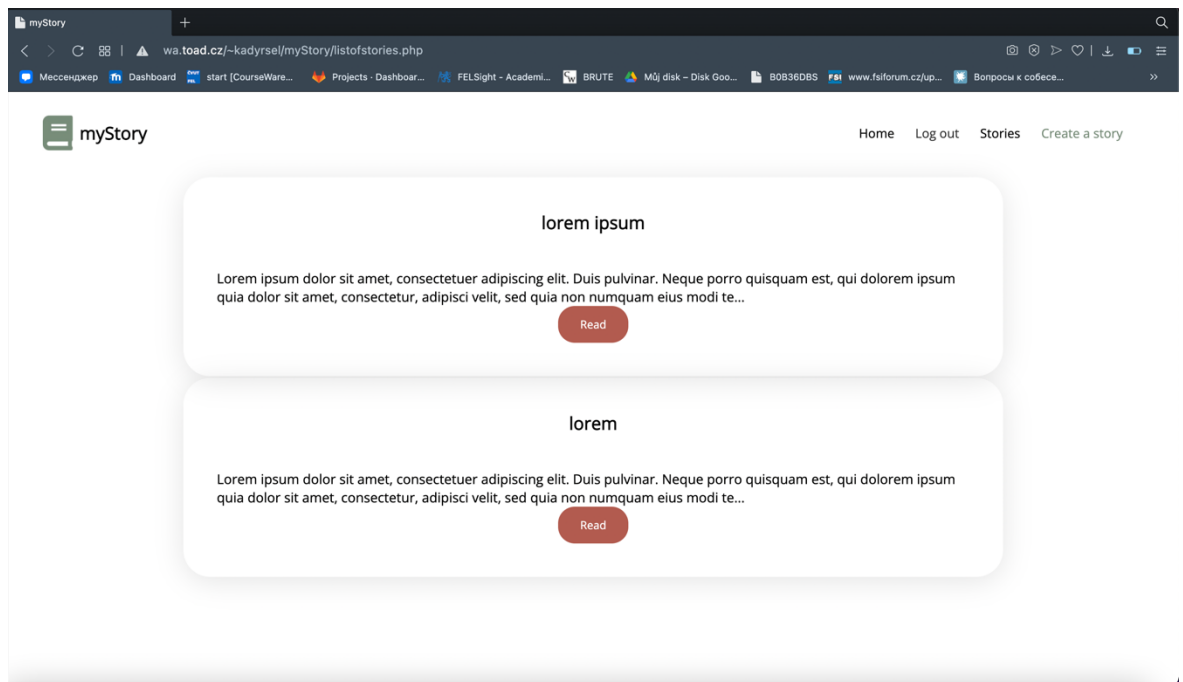 myStory
wa.toad.cz/~kadyrsel/myStory/listofstories.php
Мессенджер Dashboard start [CourseWare... Projects · Dashboar... FELSight - Academi... BRUTE Můj disk – Disk Goo... B0B36DBS www.fsiforum.cz/up... Вопросы к собесе...
myStory Home Log out Stories Create a story
lorem ipsum
Lorem ipsum dolor sit amet, consectetuer adipiscing elit. Duis pulvinar. Neque porro quisquam est, qui dolorem ipsum
quia dolor sit amet, consectetur, adipisci velit, sed quia non numquam eius modi te...
Read
lorem
Lorem ipsum dolor sit amet, consectetuer adipiscing elit. Duis pulvinar. Neque porro quisquam est, qui dolorem ipsum
quia dolor sit amet, consectetur, adipisci velit, sed quia non numquam eius modi te...
Read